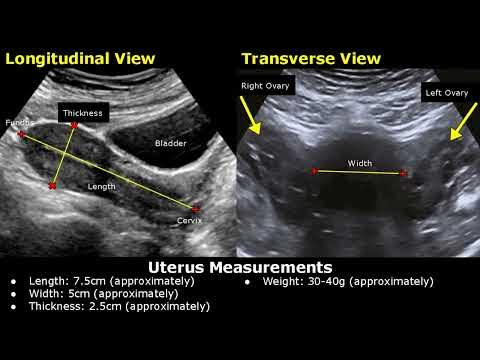 Longitudinal View
Transverse View
Right Ovary
Left Ovary
Thickness
Fundus
Bladder
Width
Length
Cervix
Uterus Measurements
● Length: 7.5cm (approximately)
● Width: 5cm (approximately)
● Thickness: 2.5cm (approximately)
● Weight: 30-40g (approximately)